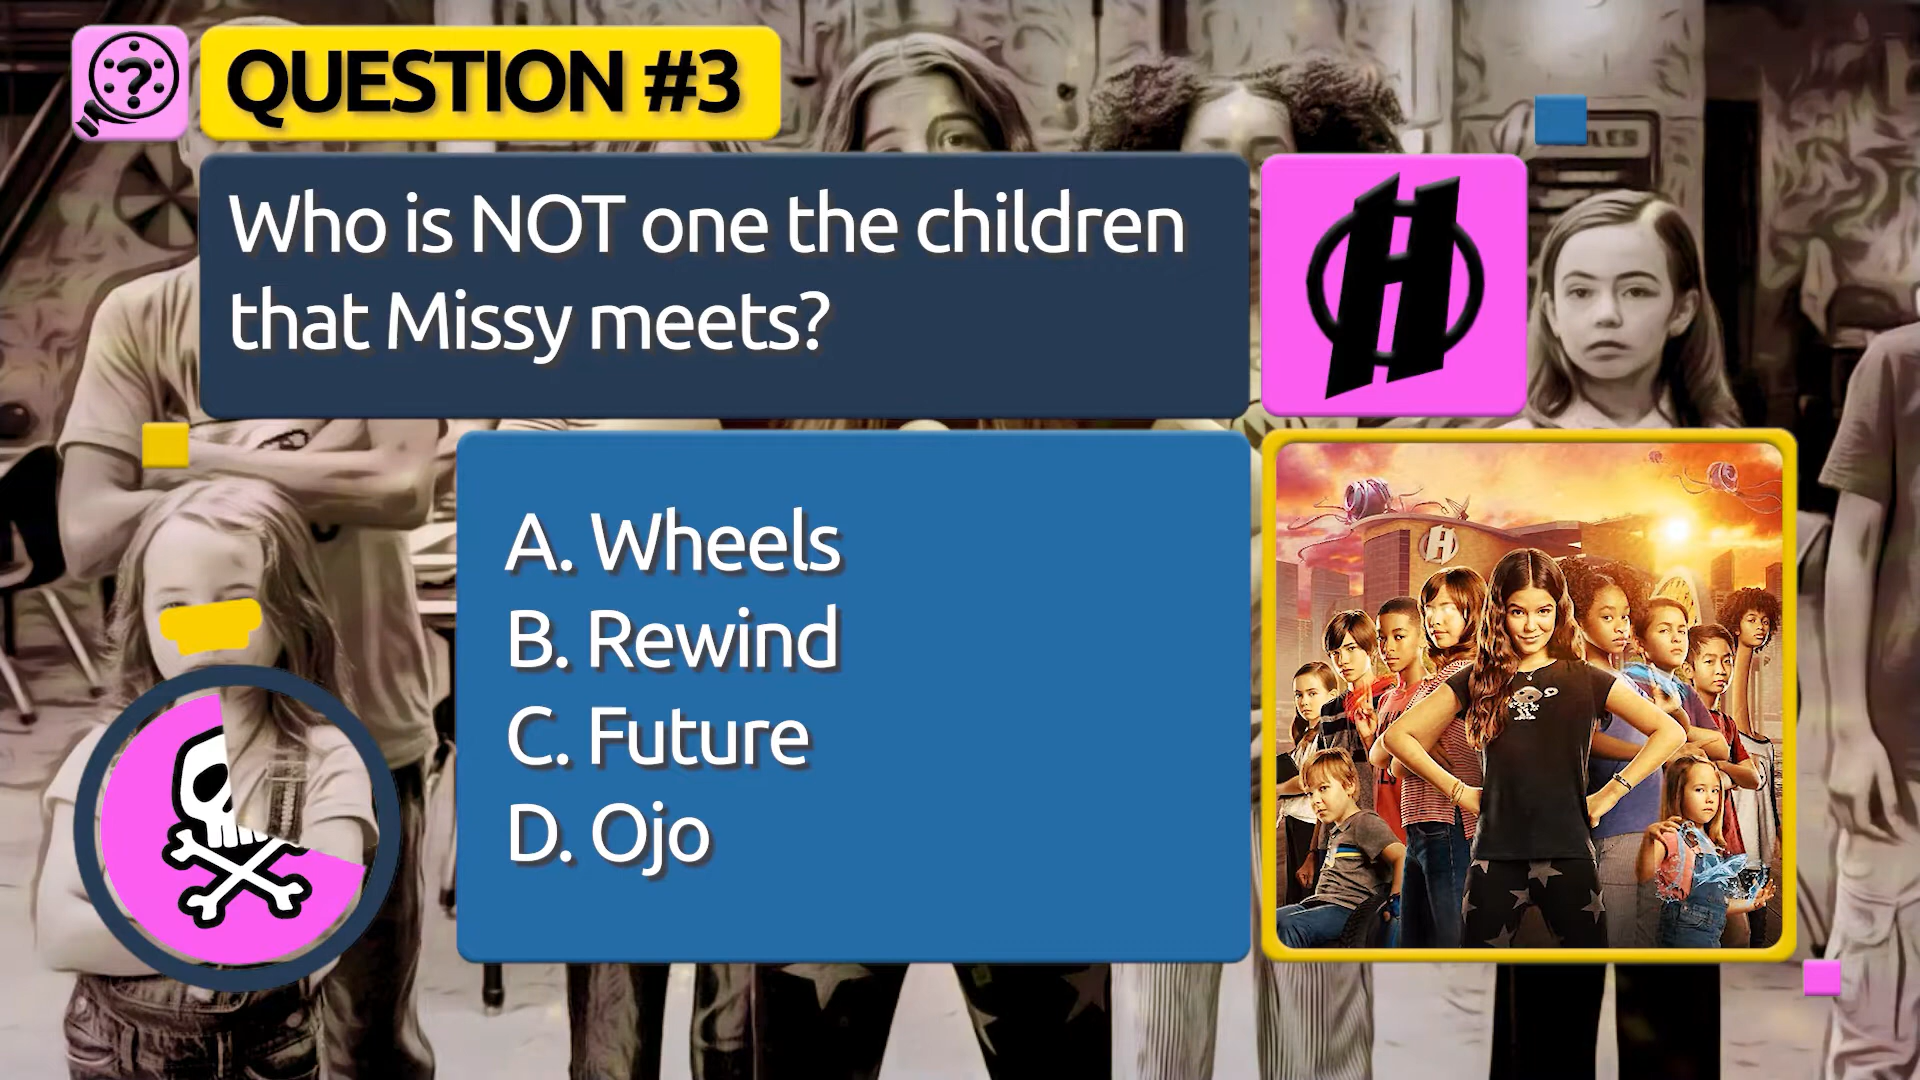 ?
QUESTION #3
Who is NOT one the children
that Missy meets?
H
A. Wheels
B. Rewind
C. Future
D. Ojo
H